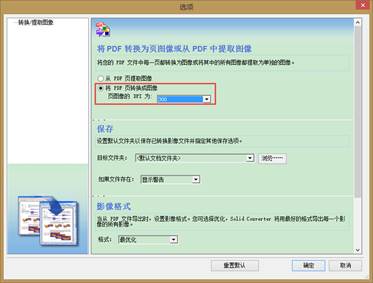 选项
转换/提取图像
将 PDF 转换为页图像或从 PDF 中提取图像
将您的 PDF 文件中每一页都转换为图像或将其中的所有图像都提取为单独的图像。
从 PDF 页提取图像
将 PDF 页转换成图像
页图像的 DPI 为:
300
保存
设置默认文件夹以保存已转换影像文件并指定其他保存选项。
目标文件夹: <默认文档文件夹> 浏览……
如果文件存在: 显示警告
影像格式
当从 PDF 文件导出时，设置影像格式。您可选择优化，Solid Converter 将用最好的格式导出每一个影像的所有影像。
格式: 最优化
重置默认 确定 取消